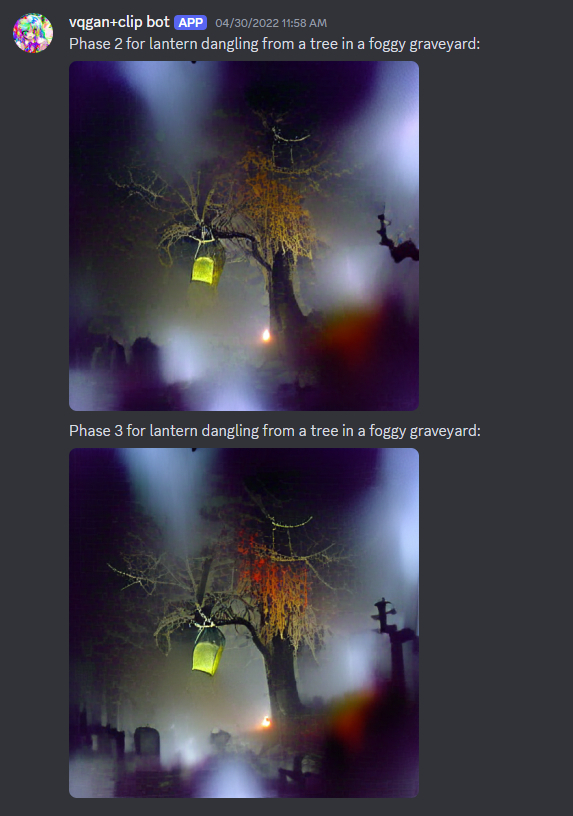 vqgan+clip bot APP 04/30/2022 11:58 AM
Phase 2 for lantern dangling from a tree in a foggy graveyard:
Phase 3 for lantern dangling from a tree in a foggy graveyard: